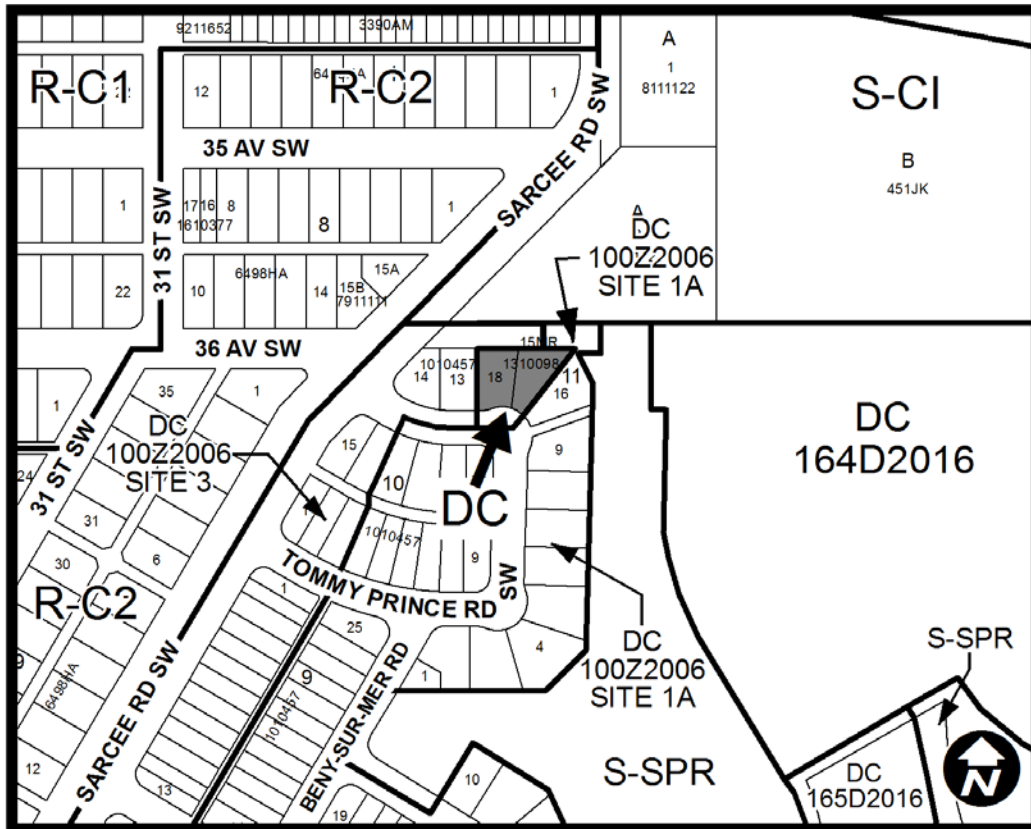 9211652
3390AM
R-C1
12
R-C2
1
A
1
8111122
S-CI
B
451JK
35 AV SW
SARCEE RD SW
31 ST SW
1
17
16
8
1610377
8
1
A
DC
100Z2006
SITE 1A
22
10
6498HA
14
15B
7911111
15A
36 AV SW
15MR
1010457
14
13
18
1310098
11
16
35
1
1
DC
100Z2006
SITE 3
15
10
9
DC
164D2016
24
31 ST SW
31
30
6
1
1010457
DC
9
SW
TOMMY PRINCE RD
R-C2
9
6498HA
1
25
9
1010457
4
1
DC
100Z2006
SITE 1A
S-SPR
SARCEE RD SW
BENY-SUR-MER RD
S-SPR
12
13
19
10
DC
165D2016
N